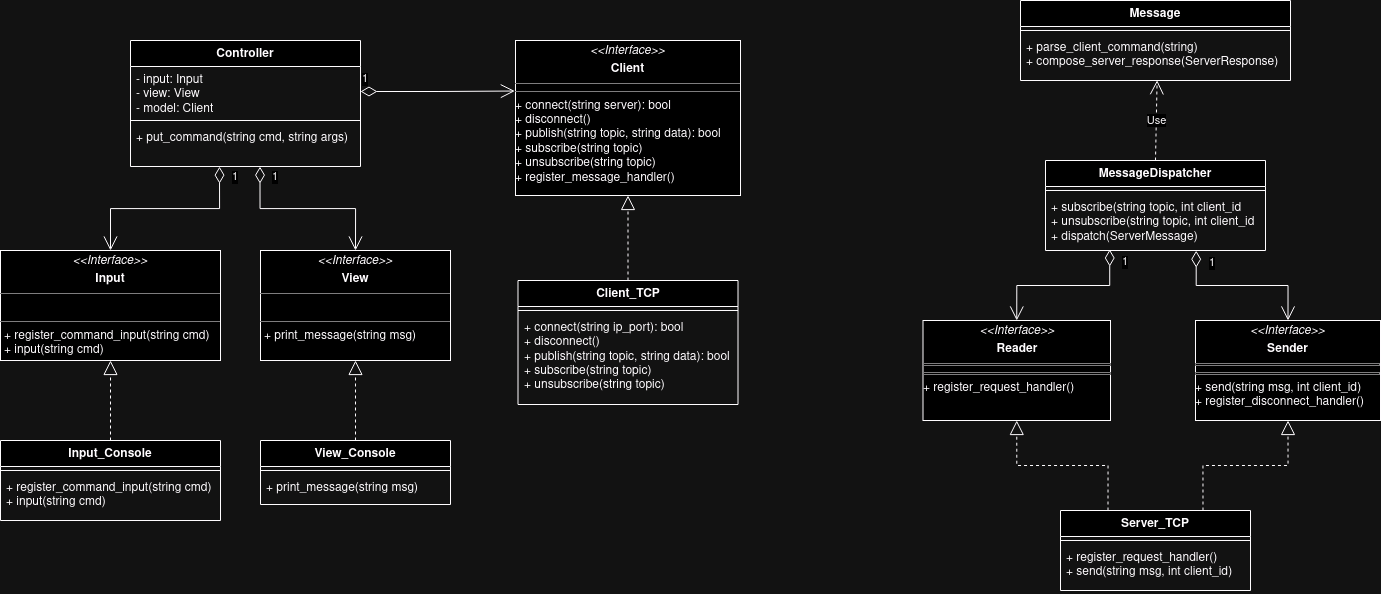 Controller
- input: Input
- view: View
- model: Client
+ put_command(string cmd, string args)
1
1
1
<<Interface>>
Client
+ connect(string server): bool
+ disconnect()
+ publish(string topic, string data): bool
+ subscribe(string topic)
+ unsubscribe(string topic)
+ register_message_handler()
<<Interface>>
Input
+ register_command_input(string cmd)
+ input(string cmd)
<<Interface>>
View
+ print_message(string msg)
Client_TCP
+ connect(string ip_port): bool
+ disconnect()
+ publish(string topic, string data): bool
+ subscribe(string topic)
+ unsubscribe(string topic)
Input_Console
+ register_command_input(string cmd)
+ input(string cmd)
View_Console
+ print_message(string msg)
Message
+ parse_client_command(string)
+ compose_server_response(ServerResponse)
Use
MessageDispatcher
+ subscribe(string topic, int client_id
+ unsubscribe(string topic, int client_id
+ dispatch(ServerMessage)
1
1
<<Interface>>
Reader
+ register_request_handler()
<<Interface>>
Sender
+ send(string msg, int client_id)
+ register_disconnect_handler()
Server_TCP
+ register_request_handler()
+ send(string msg, int client_id)